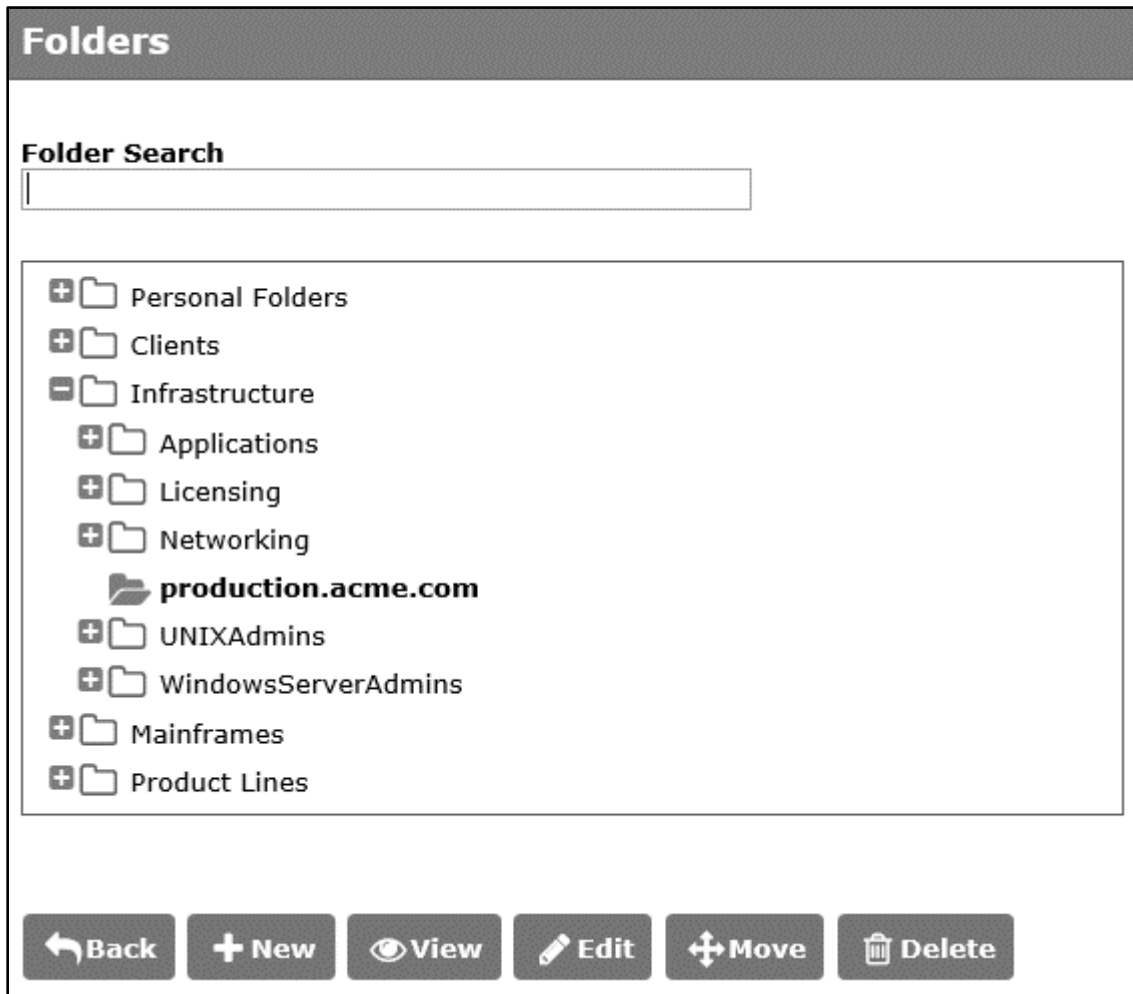 Folders
Folder Search
Personal Folders
Clients
Infrastructure
Applications
Licensing
Networking
production.acme.com
UNIXAdmins
WindowsServerAdmins
Mainframes
Product Lines
Back New View Edit Move Delete